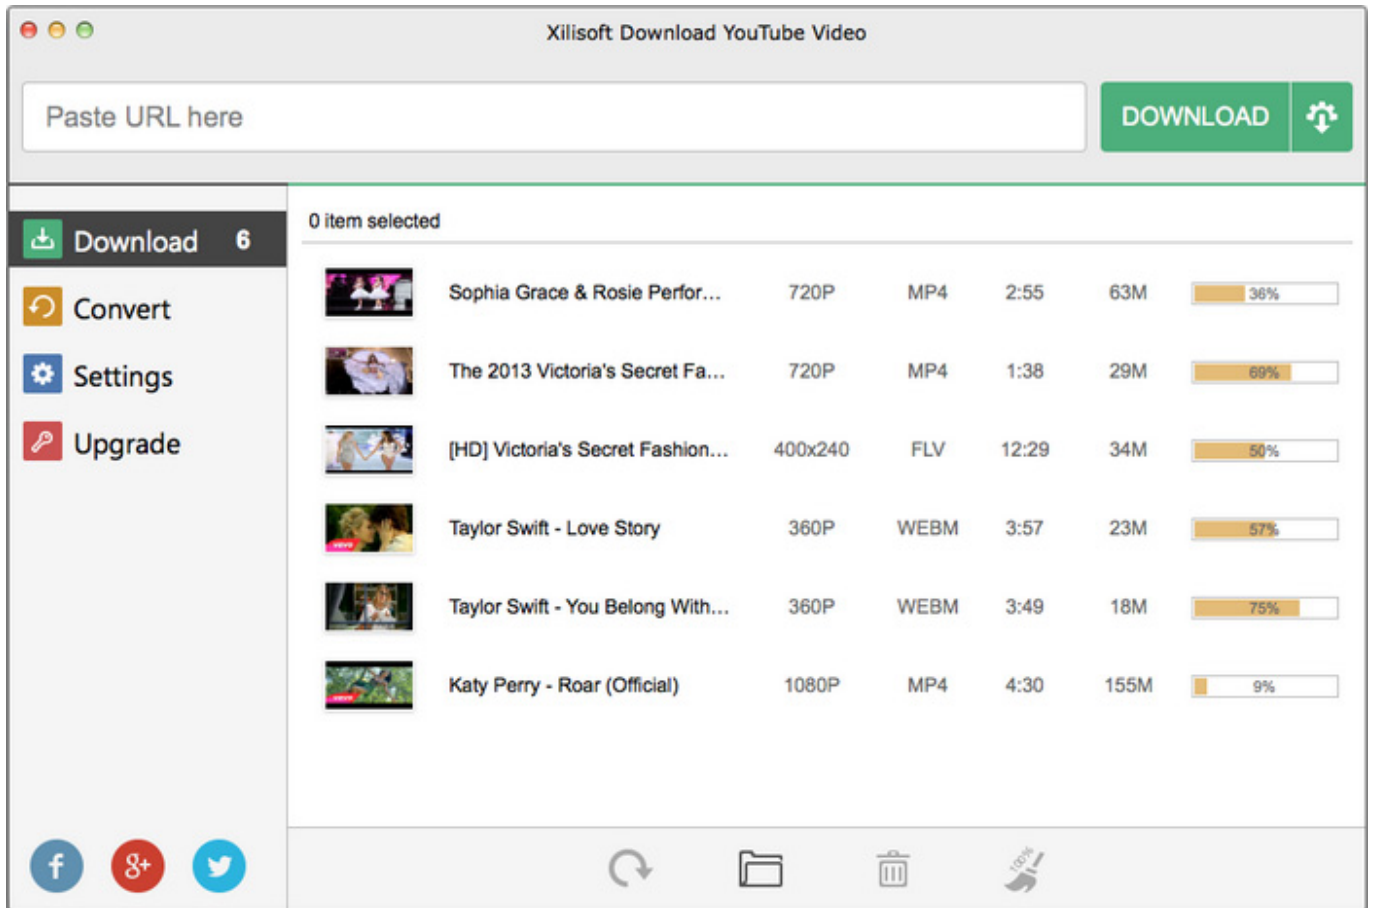 Xilisoft Download YouTube Video
Paste URL here
DOWNLOAD
Download 6
Convert
Settings
Upgrade
0 item selected
Sophia Grace & Rosie Perfor... 720P MP4 2:55 63M 36%
The 2013 Victoria's Secret Fa... 720P MP4 1:38 29M 69%
[HD] Victoria's Secret Fashion... 400x240 FLV 12:29 34M 50%
Taylor Swift - Love Story 360P WEBM 3:57 23M 57%
vevo
Taylor Swift - You Belong With... 360P WEBM 3:49 18M 75%
Katy Perry - Roar (Official) 1080P MP4 4:30 155M 9%
vevo
f 8+
100%